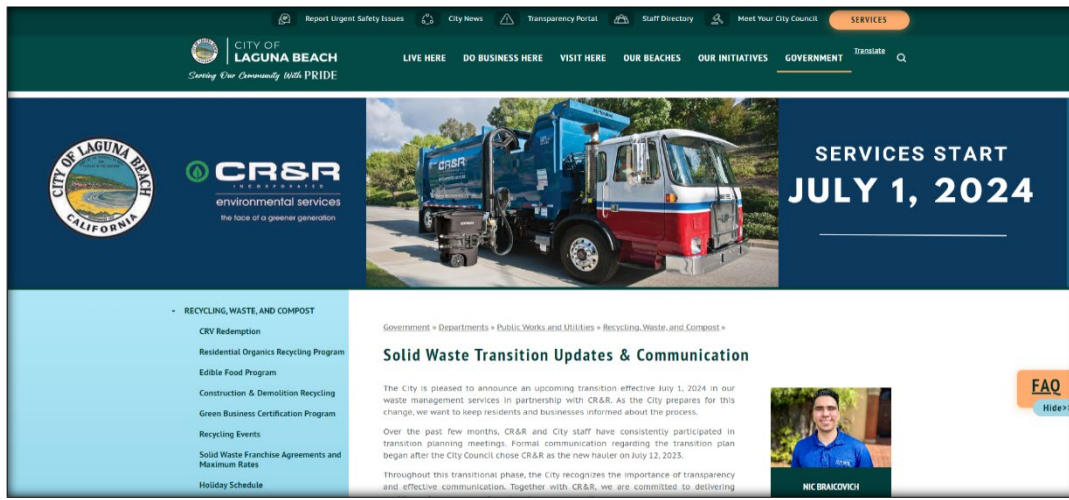 Report Urgent Safety Issues
City News
Transparency Portal
Staff Directory
Meet Your City Council
SERVICES
CITY OF
LAGUNA BEACH
Serving Our Community With PRIDE
LIVE HERE
DO BUSINESS HERE
VISIT HERE
OUR BEACHES
OUR INITIATIVES
GOVERNMENT
Translate
CITY OF LAGUNA BEACH
CALIFORNIA
CR&R
INCORPORATED
environmental services
the face of a greener generation
CR&R
SERVICES START
JULY 1, 2024
- RECYCLING, WASTE, AND COMPOST
CRV Redemption
Residential Organics Recycling Program
Edible Food Program
Construction & Demolition Recycling
Green Business Certification Program
Recycling Events
Solid Waste Franchise Agreements and
Maximum Rates
Holiday Schedule
Government » Departments » Public Works and Utilities » Recycling, Waste, and Compost »
Solid Waste Transition Updates & Communication
The City is pleased to announce an upcoming transition effective July 1, 2024 in our
waste management services in partnership with CR&R. As the City prepares for this
change, we want to keep residents and businesses informed about the process.
Over the past few months, CR&R and City staff have consistently participated in
transition planning meetings. Formal communication regarding the transition plan
began after the City Council chose CR&R as the new hauler on July 12, 2023.
Throughout this transitional phase, the City recognizes the importance of transparency
and effective communication. Together with CR&R, we are committed to delivering
NIC BRAICOVICH
FAQ
Hide>>